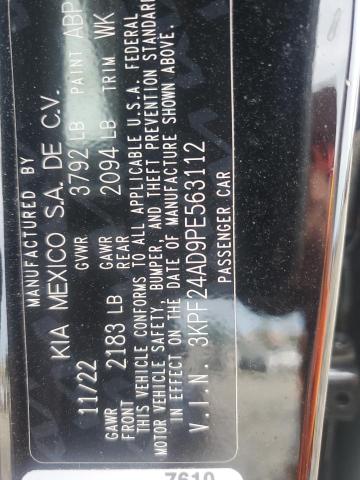 MANUFACTURED BY
KIA MEXICO S.A. DE C.V.
11/22 GVWR 3792 LB PAINT ABP
GAWR FRONT 2183 LB GAWR REAR 2094 LB TRIM WK
THIS VEHICLE CONFORMS TO ALL APPLICABLE U.S.A. FEDERAL
MOTOR VEHICLE SAFETY, BUMPER, AND THEFT PREVENTION STANDARD
IN EFFECT ON THE DATE OF MANUFACTURE SHOWN ABOVE.
V.I.N. 3KPF24AD9PE563112
PASSENGER CAR
7610